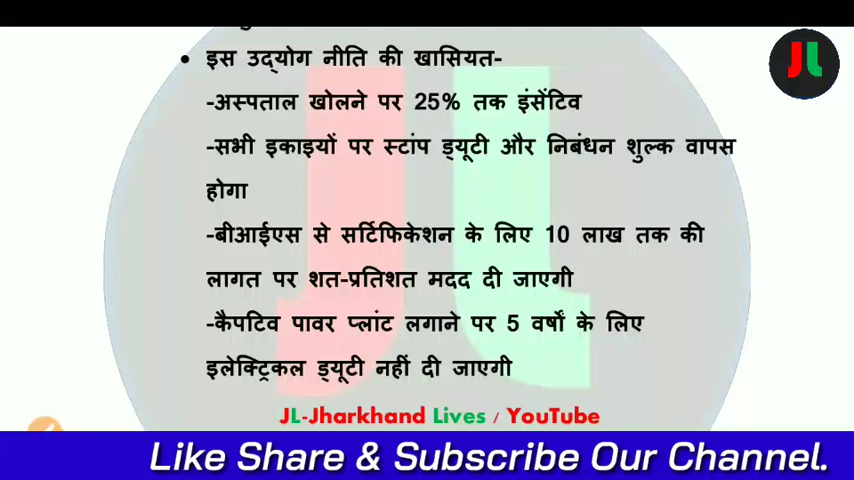 JL
• इस उद्योग नीति की खासियत-
-अस्पताल खोलने पर 25% तक इंसेंटिव
-सभी इकाइयों पर स्टांप ड्यूटी और निबंधन शुल्क वापस
होगा
-बीआईएस से सर्टिफिकेशन के लिए 10 लाख तक की
लागत पर शत-प्रतिशत मदद दी जाएगी
-कैपटिव पावर प्लांट लगाने पर 5 वर्षों के लिए
इलेक्ट्रिकल ड्यूटी नहीं दी जाएगी
JL-Jharkhand Lives / YouTube
Like Share & Subscribe Our Channel.